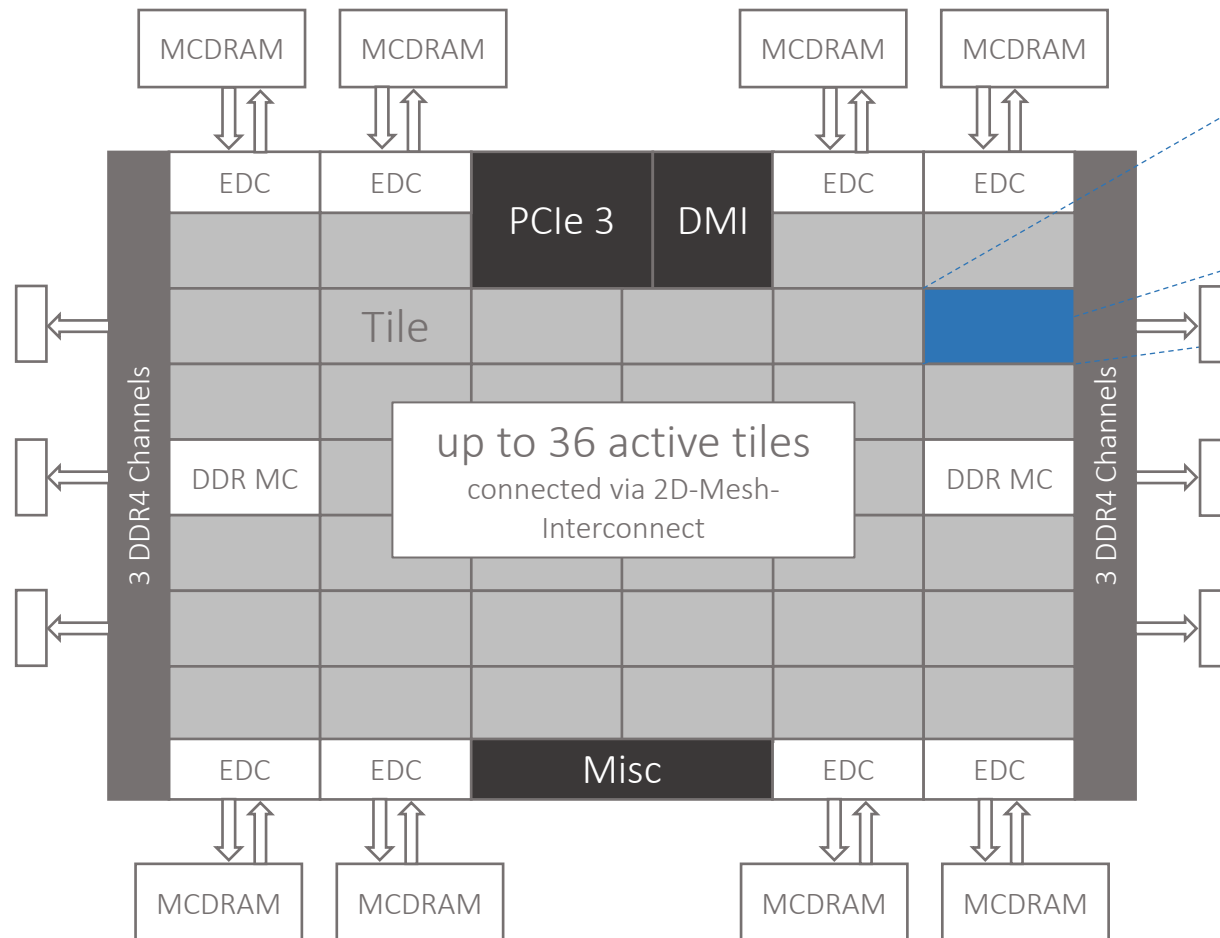 MCDRAM
MCDRAM
MCDRAM
MCDRAM
EDC
EDC
PCIe 3
DMI
EDC
EDC
Tile
3 DDR4 Channels
3 DDR4 Channels
up to 36 active tiles
connected via 2D-Mesh-
Interconnect
DDR MC
DDR MC
EDC
EDC
Misc
EDC
EDC
MCDRAM
MCDRAM
MCDRAM
MCDRAM